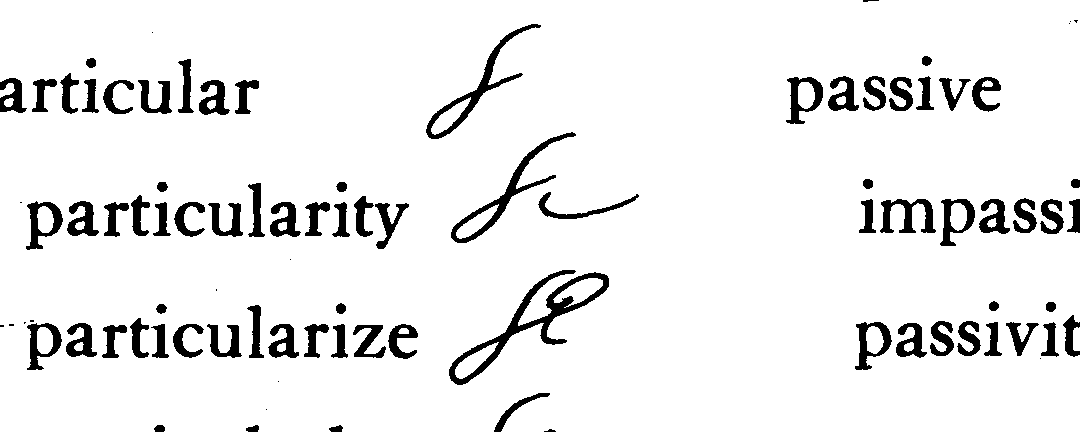 articular passive
particularity impassi
particularize passivit